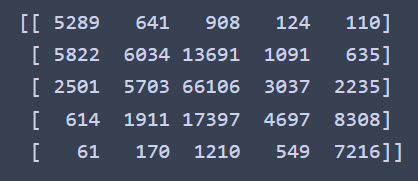 [[ 5289 641 908 124 110]
[ 5822 6034 13691 1091 635]
[ 2501 5703 66106 3037 2235]
[ 614 1911 17397 4697 8308]
[ 61 170 1210 549 7216]]